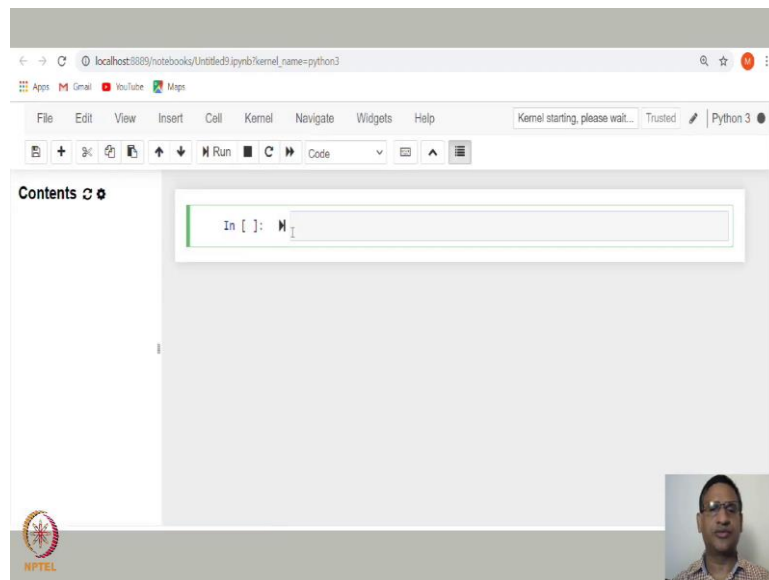 localhost:8889/notebooks/Untitled9.ipynb?kernel_name=python3
M
Apps Gmail YouTube Maps
File Edit View Insert Cell Kernel Navigate Widgets Help Kernel starting, please wait... Trusted Python 3
Run C Code
Contents
In [ ]:
NPTEL